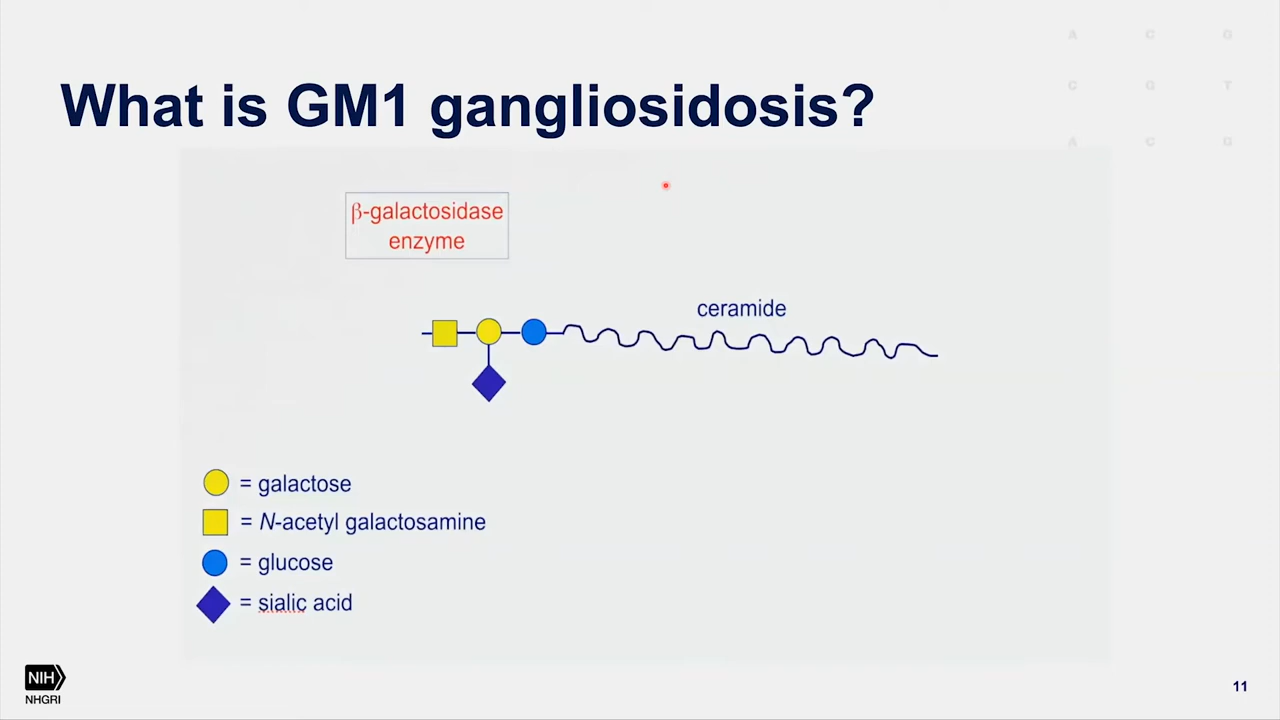 A C G
C G T
A C G
What is GM1 gangliosidosis?
β-galactosidase
enzyme
ceramide
= galactose
= N-acetyl galactosamine
= glucose
= sialic acid
NIH
NHGRI
11